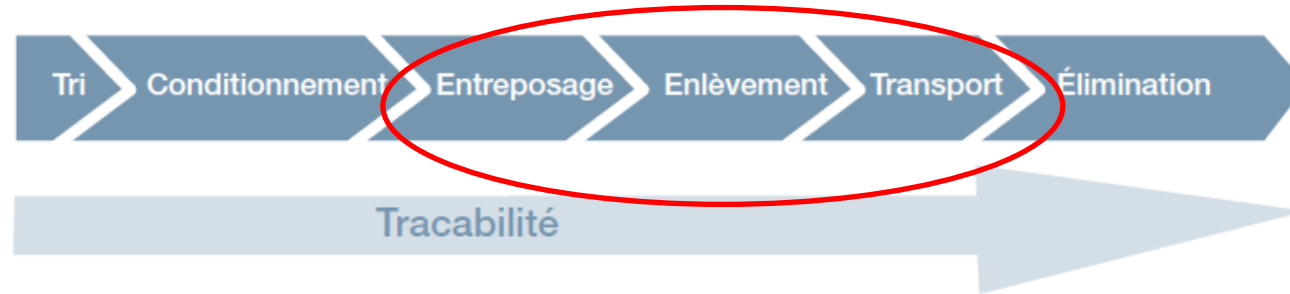 Tri Conditionnement Entreposage Enlèvement Transport Élimination
Tracabilité